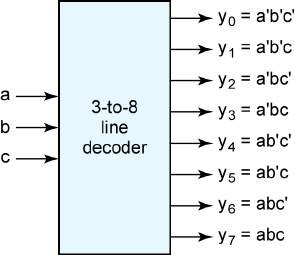 a
b
c
3-to-8
line
decoder
y₀ = a'b'c'
y₁ = a'b'c
y₂ = a'bc'
y₃ = a'bc
y₄ = ab'c'
y₅ = ab'c
y₆ = abc'
y₇ = abc